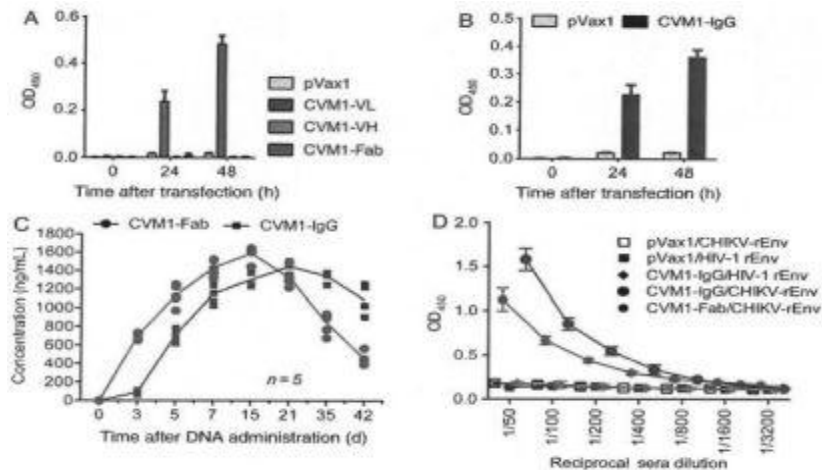 A
0.6
0.4
0.2
0.0
OD450
0
24
48
Time after transfection (h)
pVax1
CVM1-VL
CVM1-VH
CVM1-Fab
B
pVax1
CVM1-IgG
0.5
0.4
0.3
0.2
0.1
0.0
OD450
0
24
48
Time after transfection (h)
C
CVM1-Fab
CVM1-IgG
1800
1600
1400
1200
1000
800
600
400
200
0
Concentration (ng/mL)
n = 5
0
3
5
7
15
21
35
42
Time after DNA administration (d)
D
2.0
1.5
1.0
0.5
0.0
OD450
pVax1/CHIKV-rEnv
pVax1/HIV-1 rEnv
CVM1-IgG/HIV-1 rEnv
CVM1-IgG/CHIKV-rEnv
CVM1-Fab/CHIKV-rEnv
1/50
1/100
1/200
1/400
1/800
1/1600
1/3200
Reciprocal sera dilution